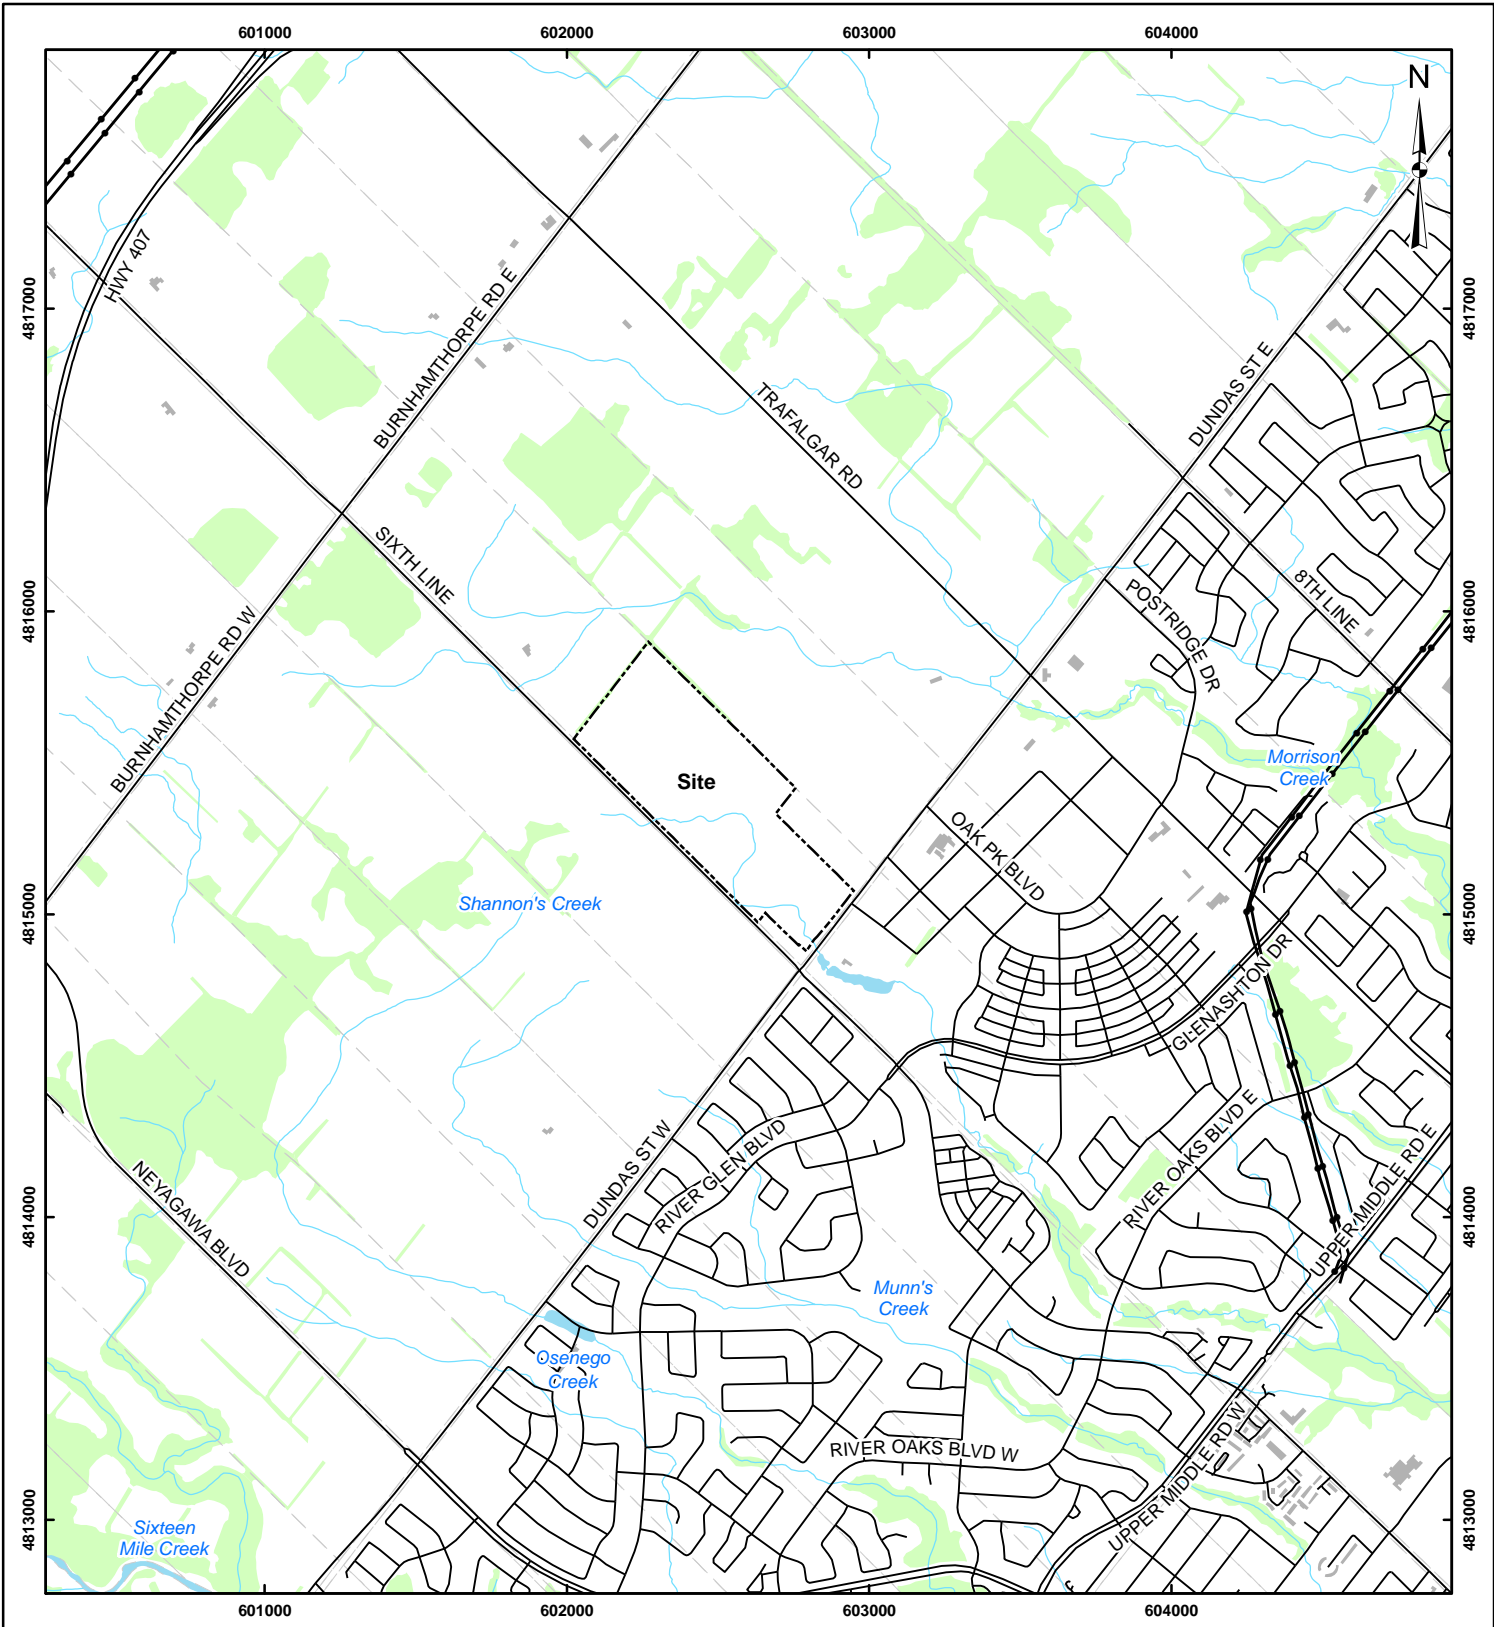 601000
602000
603000
604000
N
HWY 407
4817000
4817000
BURNHAMTHORPE RD E
TRAFALGAR RD
DUNDAS ST E
SIXTH LINE
8TH LINE
POSTRIDGE DR
4816000
4816000
BURNHAMTHORPE RD W
Site
Morrison
Creek
OAK PK BLVD
Shannon's Creek
4815000
4815000
GLENASHTON DR
RIVER GLEN BLVD
DUNDAS ST W
RIVER OAKS BLVD E
UPPER MIDDLE RD E
NEYAGAWA BLVD
4814000
4814000
Munn's
Creek
Osenego
Creek
RIVER OAKS BLVD W
UPPER MIDDLE RD W
4813000
4813000
Sixteen
Mile Creek
601000
602000
603000
604000